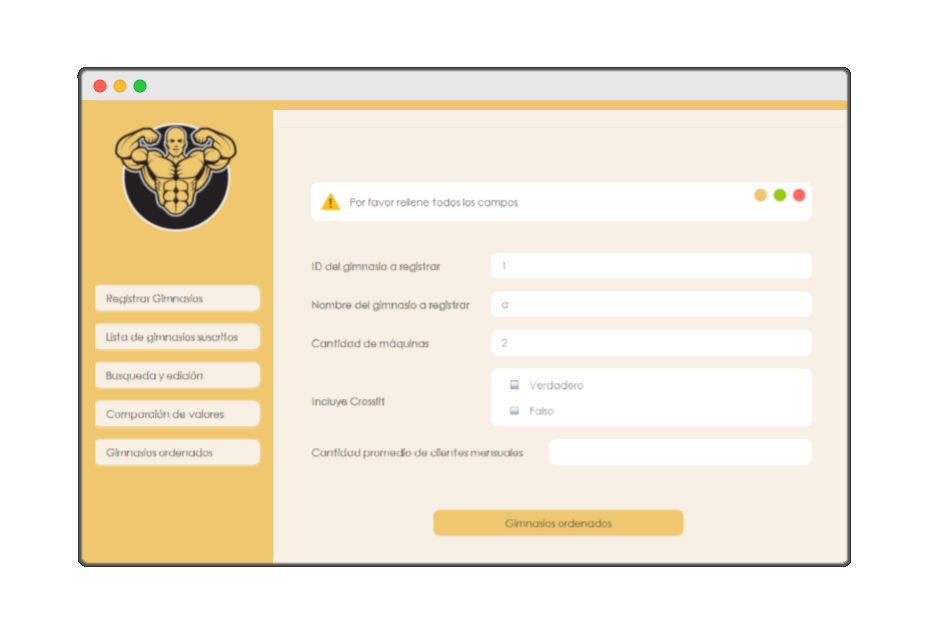 Por favor rellene todos los campos
ID del gimnasio a registrar
1
Nombre del gimnasio a registrar
a
Cantidad de máquinas
2
Incluye Crossfit
Verdadero
Falso
Cantidad promedio de clientes mensuales
Gimnasios ordenados
Registrar Gimnasios
Lista de gimnasios suscritos
Busqueda y edición
Comparaión de valores
Gimnasios ordenados